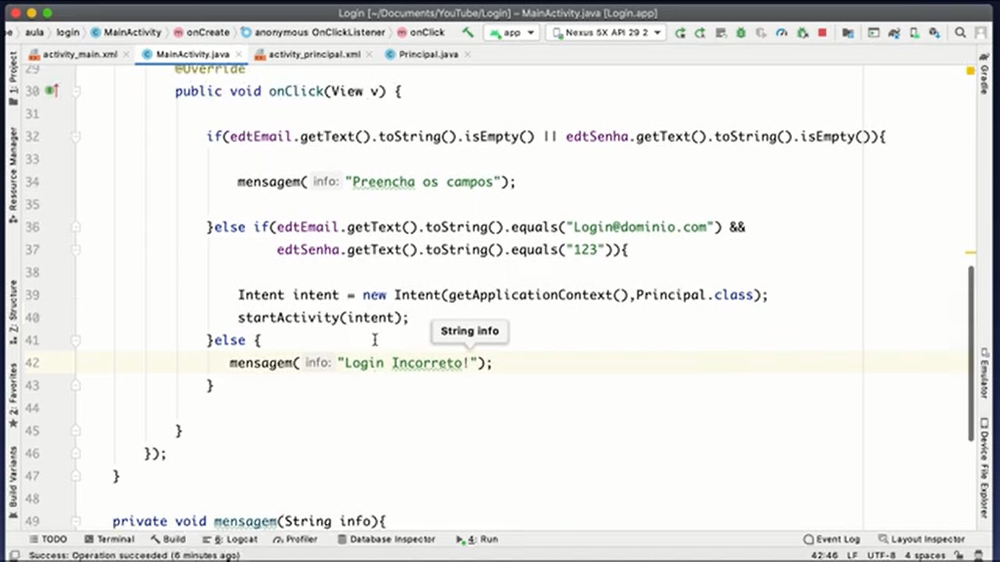 Login [~/Documents/YouTube/Login] – MainActivity.java [Login.app]
aula login MainActivity onCreate anonymous OnClickListener onClick app Nexus 5X API 29 2
activity_main.xml MainActivity.java activity_principal.xml Principal.java
29 @Override
30 public void onClick(View v) {
31
32 if(edtEmail.getText().toString().isEmpty() || edtSenha.getText().toString().isEmpty()){
33
34 mensagem( info: "Preencha os campos");
35
36 }else if(edtEmail.getText().toString().equals("Login@dominio.com") &&
37 edtSenha.getText().toString().equals("123")){
38
39 Intent intent = new Intent(getApplicationContext(),Principal.class);
40 startActivity(intent);
String info
41 }else {
42 mensagem( info: "Login Incorreto!");
43 }
44
45 }
46 });
47 }
48
49 private void mensagem(String info){
1: Project
Resource Manager
7: Structure
2: Favorites
Build Variants
Gradle
Emulator
Device File Explorer
TODO Terminal Build 6: Logcat Profiler Database Inspector 4: Run Event Log Layout Inspector
Success: Operation succeeded (6 minutes ago) 42:46 LF UTF-8 4 spaces